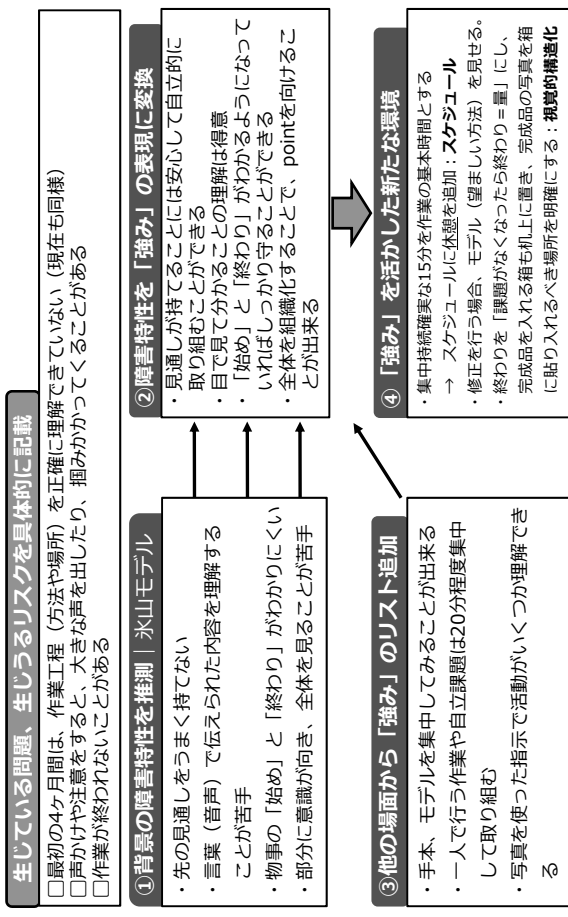 生じている問題、生じうるリスクを具体的に記載
□最初の4ヶ月間は、作業工程（方法や場所）を正確に理解できていない（現在も同様）
□声かけや注意をすると、大きな声を出したり、掴みかかってくることがある
□作業が終われないことがある
①背景の障害特性を推測｜氷山モデル
・先の見通しをうまく持てない
・言葉（音声）で伝えられた内容を理解する
ことが苦手
・物事の「始め」と「終わり」がわかりにくい
・部分に意識が向き、全体を見ることが苦手
②障害特性を「強み」の表現に変換
・見通しが持てることには安心して自立的に
取り組むことができる
・目で見て分かることの理解は得意
・「始め」と「終わり」がわかるようになって
いればしっかり守ることができる
・全体を組織化することで、pointを向けるこ
とが出来る
③他の場面から「強み」のリスト追加
・手本、モデルを集中してみることが出来る
・一人で行う作業や自立課題は20分程度集中
して取り組む
・写真を使った指示で活動がいくつか理解でき
る
④ 「強み」を活かした新たな環境
・集中持続確実な15分を作業の基本時間とする
→ スケジュールに休憩を追加：スケジュール
・修正を行う場合、モデル（望ましい方法）を見せる。
・終わりを「課題がなくなったら終わり＝量」にし、
完成品を入れる箱も机上に置き、完成品の写真を箱
に貼り入れるべき場所を明確にする：視覚的構造化